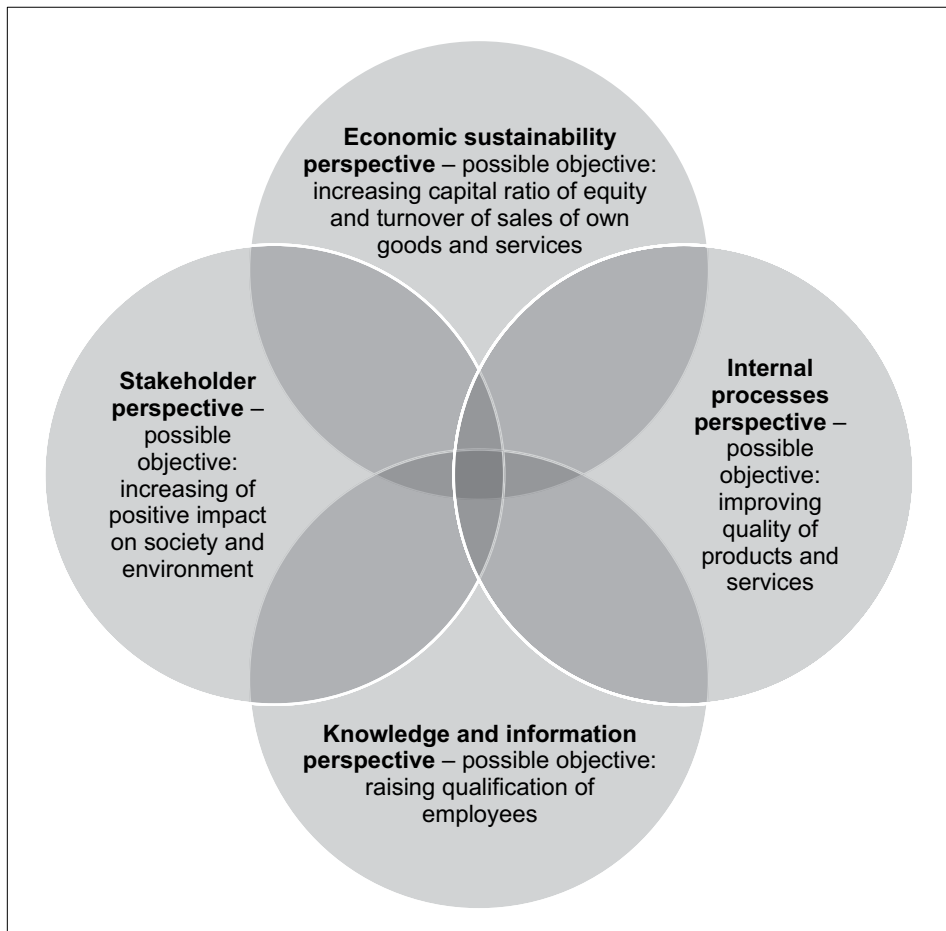 Economic sustainability
perspective – possible objective:
increasing capital ratio of equity
and turnover of sales of own
goods and services
Stakeholder
perspective –
possible
objective:
increasing of
positive impact
on society and
environment
Internal
processes
perspective –
possible
objective:
improving
quality of
products and
services
Knowledge and information
perspective – possible objective:
raising qualification of
employees